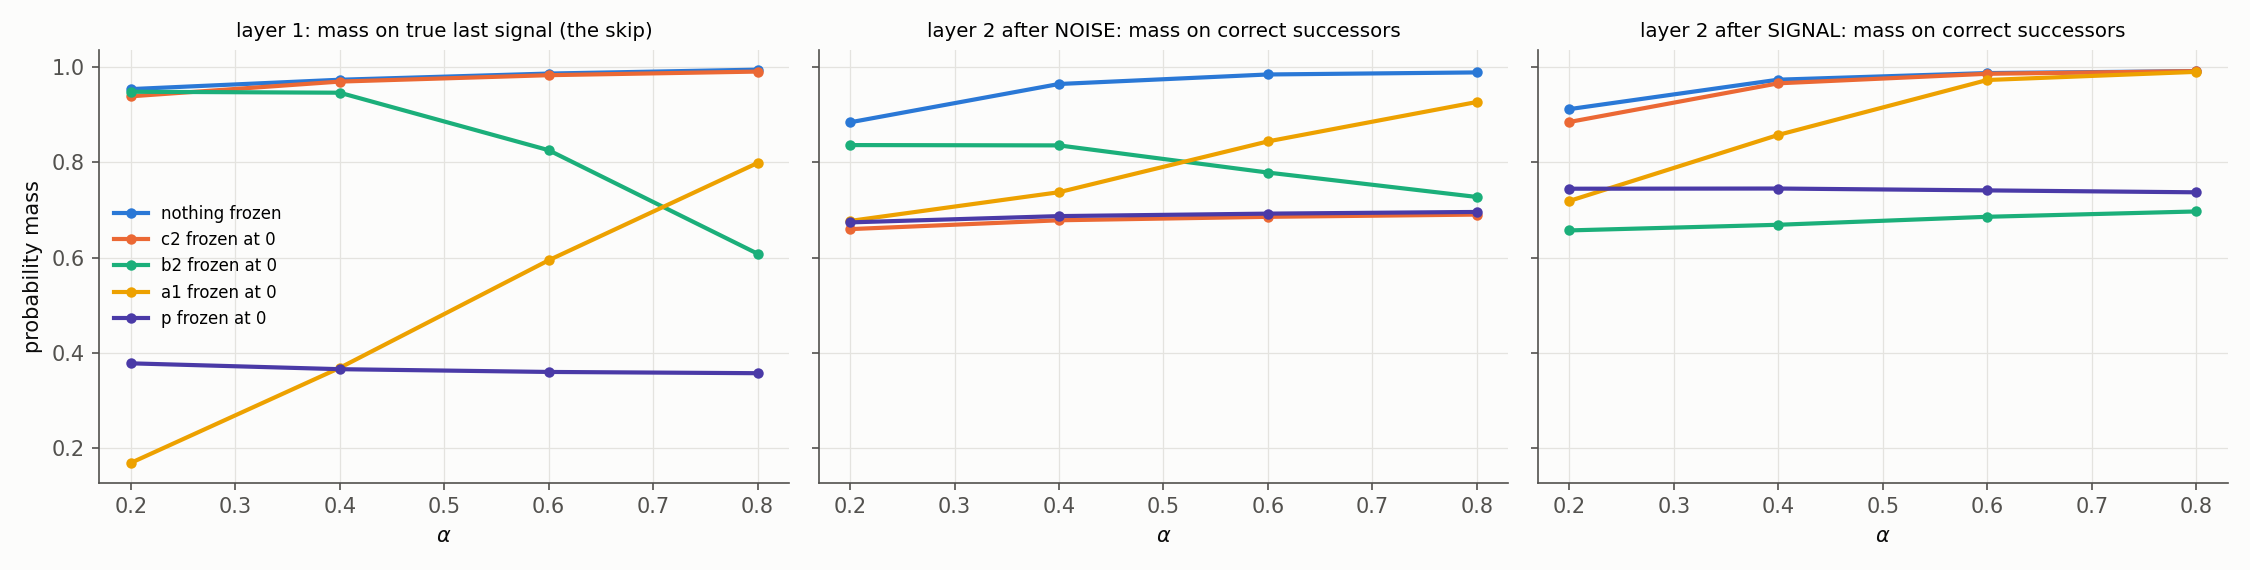 layer 1: mass on true last signal (the skip)
layer 2 after NOISE: mass on correct successors
layer 2 after SIGNAL: mass on correct successors
probability mass
1.0
0.8
0.6
0.4
0.2
nothing frozen
c2 frozen at 0
b2 frozen at 0
a1 frozen at 0
p frozen at 0
0.2 0.3 0.4 0.5 0.6 0.7 0.8
0.2 0.3 0.4 0.5 0.6 0.7 0.8
0.2 0.3 0.4 0.5 0.6 0.7 0.8
α
α
α